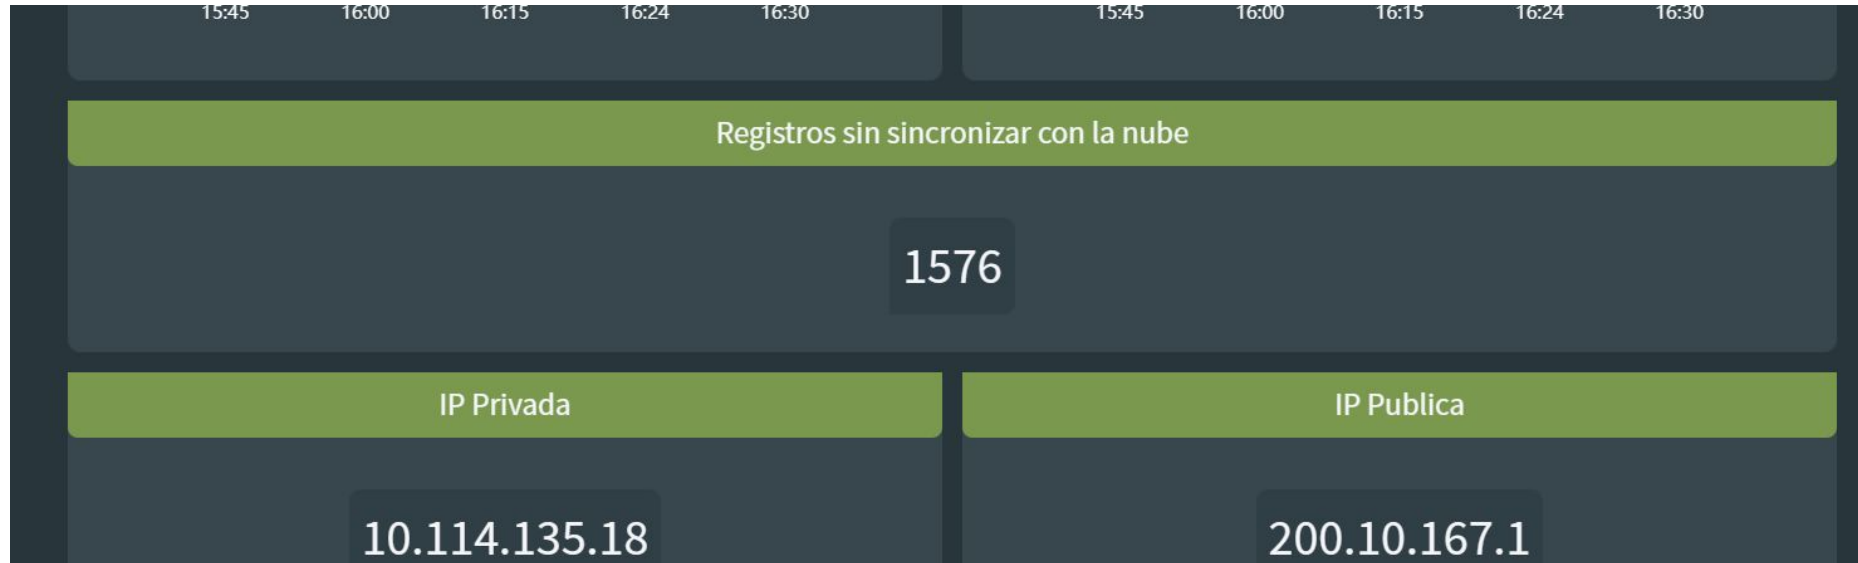 15:45 16:00 16:15 16:24 16:30 15:45 16:00 16:15 16:24 16:30
Registros sin sincronizar con la nube
1576
IP Privada
10.114.135.18
IP Publica
200.10.167.1